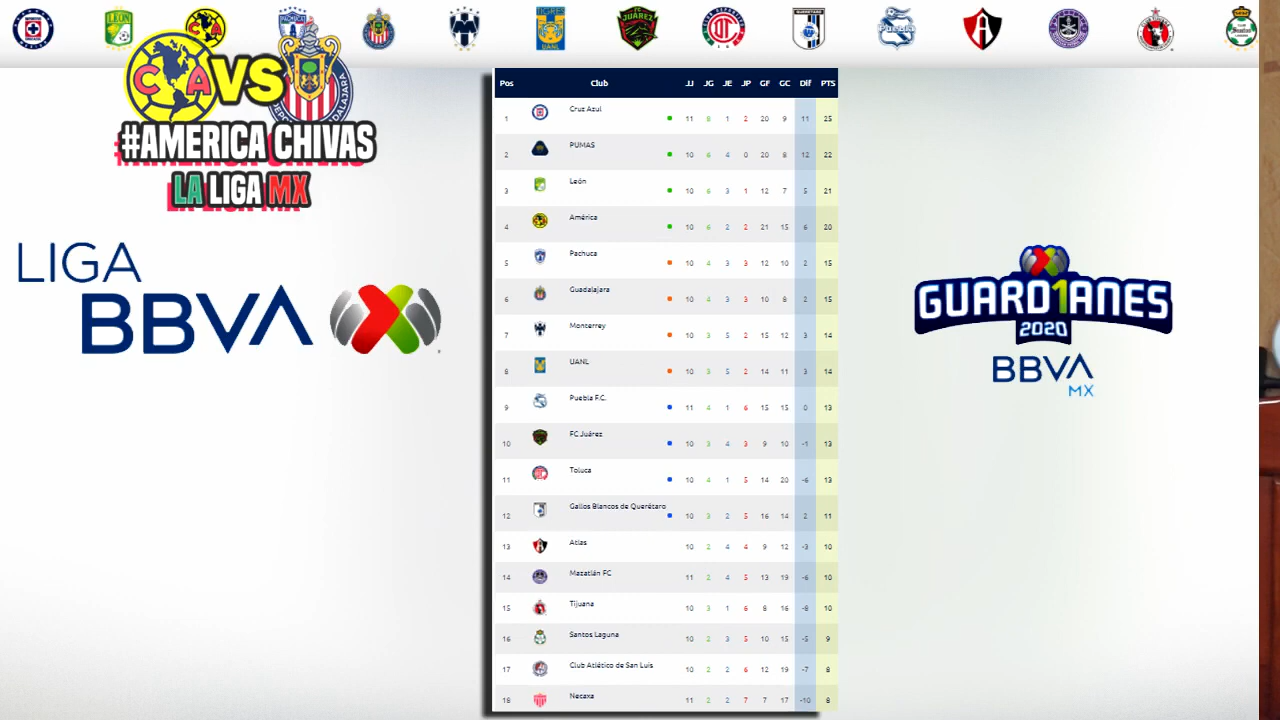 CAVS
#AMERICA CHIVAS
LA LIGA MX
LIGA
BBVA
GUARD1ANES
2020
BBVA
MX
Pos Club JJ JG JE JP GF GC Dif PTS
1 Cruz Azul 11 8 1 2 20 9 11 25
2 PUMAS 10 6 4 0 20 8 12 22
3 León 10 6 3 1 12 7 5 21
4 América 10 6 2 2 21 15 6 20
5 Pachuca 10 4 3 3 12 10 2 15
6 Guadalajara 10 4 3 3 10 8 2 15
7 Monterrey 10 3 5 2 15 12 3 14
8 UANL 10 3 5 2 14 11 3 14
9 Puebla F.C. 11 4 1 6 15 15 0 13
10 FC Juárez 10 3 4 3 9 10 -1 13
11 Toluca 10 4 1 5 14 20 -6 13
12 Gallos Blancos de Querétaro 10 3 2 5 16 14 2 11
13 Atlas 10 2 4 4 9 12 -3 10
14 Mazatlán FC 11 2 4 5 13 19 -6 10
15 Tijuana 10 3 1 6 8 16 -8 10
16 Santos Laguna 10 2 3 5 10 15 -5 9
17 Club Atlético de San Luis 10 2 2 6 12 19 -7 8
18 Necaxa 11 2 2 7 7 17 -10 8